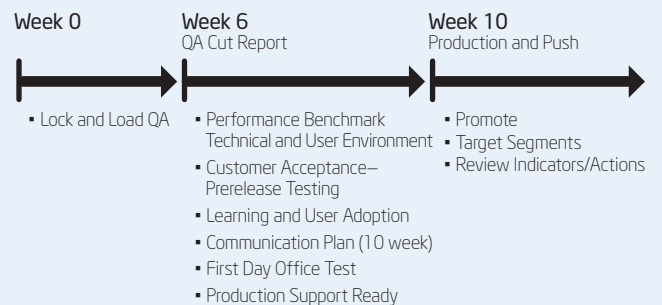 Week 0
Week 6
QA Cut Report
Week 10
Production and Push
▪ Lock and Load QA
▪ Performance Benchmark
Technical and User Environment
▪ Customer Acceptance—
Prerelease Testing
▪ Learning and User Adoption
▪ Communication Plan (10 week)
▪ First Day Office Test
▪ Production Support Ready
▪ Promote
▪ Target Segments
▪ Review Indicators/Actions